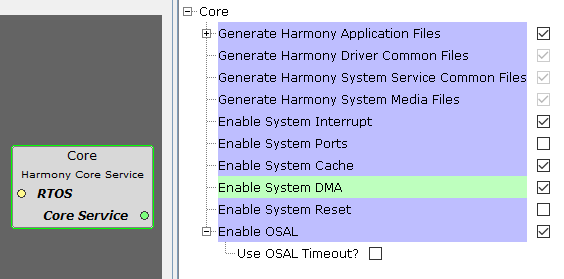 Core
Harmony Core Service
RTOS
Core Service
Core
Generate Harmony Application Files
Generate Harmony Driver Common Files
Generate Harmony System Service Common Files
Generate Harmony System Media Files
Enable System Interrupt
Enable System Ports
Enable System Cache
Enable System DMA
Enable System Reset
Enable OSAL
Use OSAL Timeout?